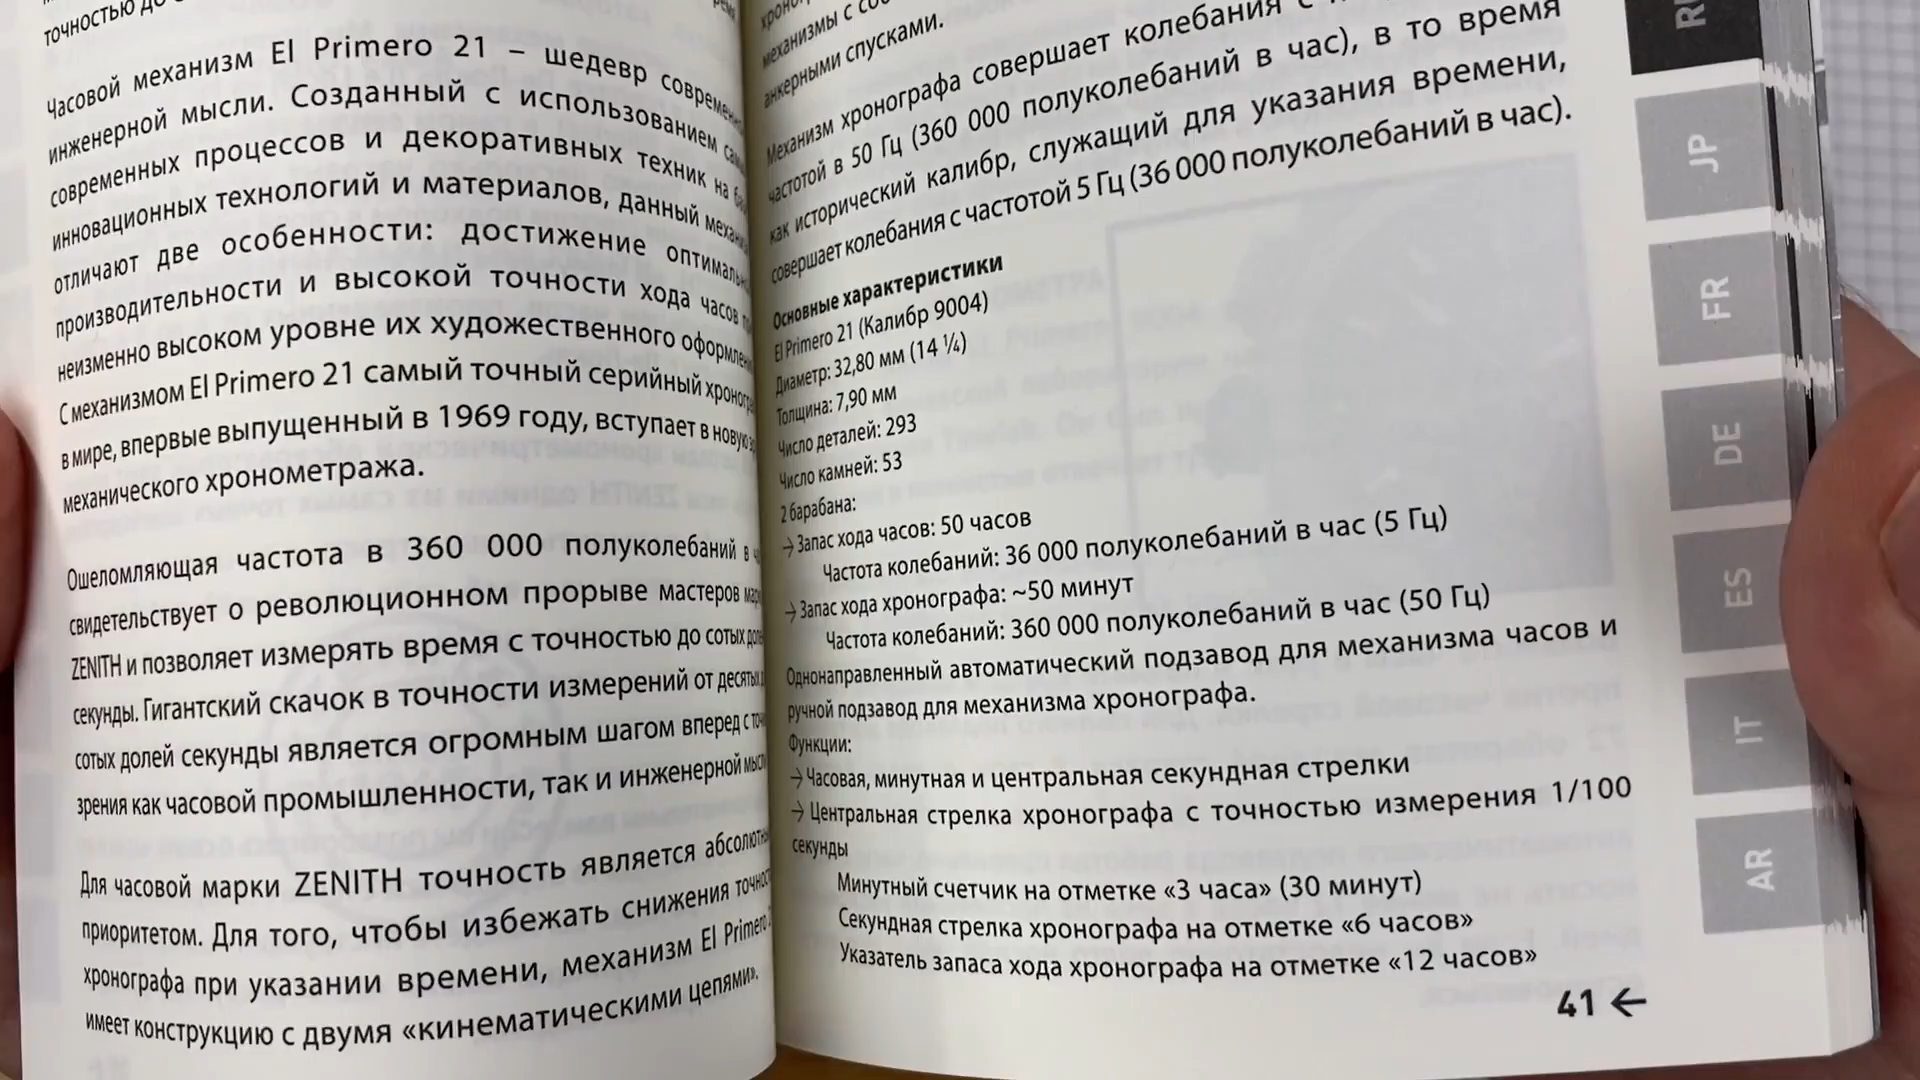 точностью до
Часовой механизм El Primero 21 – шедевр
инженерной мысли. Созданный с использованием
современных процессов и декоративных техник на
инновационных технологий и материалов, данный
отличают две особенности: достижение
производительности и высокой точности хода часов
неизменно высоком уровне их художественного
С механизмом El Primero 21 самый точный серийный
в мире, впервые выпущенный в 1969 году, вступает в новую
механического хронометража.
Ошеломляющая частота в 360 000 полуколебаний в
свидетельствует о революционном прорыве мастеров
ZENITH и позволяет измерять время с точностью до сотых
секунды. Гигантский скачок в точности измерений от
сотых долей секунды является огромным шагом вперед с
зрения как часовой промышленности, так и инженерной
Для часовой марки ZENITH точность является
приоритетом. Для того, чтобы избежать снижения
хронографа при указании времени, механизм El Primero
имеет конструкцию с двумя «кинематическими цепями».
механизмы с
анкерными спусками.
Механизм хронографа совершает колебания с
частотой в 50 Гц (360 000 полуколебаний в час), в то время
как исторический калибр, служащий для указания времени,
совершает колебания с частотой 5 Гц (36 000 полуколебаний в час).
Основные характеристики
El Primero 21 (Калибр 9004)
Диаметр: 32,80 мм (14 ¼)
Толщина: 7,90 мм
Число деталей: 293
Число камней: 53
2 барабана:
→ Запас хода часов: 50 часов
Частота колебаний: 36 000 полуколебаний в час (5 Гц)
→ Запас хода хронографа: ~50 минут
Частота колебаний: 360 000 полуколебаний в час (50 Гц)
Однонаправленный автоматический подзавод для механизма часов и
ручной подзавод для механизма хронографа.
Функции:
→ Часовая, минутная и центральная секундная стрелки
→ Центральная стрелка хронографа с точностью измерения 1/100
секунды
Минутный счетчик на отметке «3 часа» (30 минут)
Секундная стрелка хронографа на отметке «6 часов»
Указатель запаса хода хронографа на отметке «12 часов»
41 ←
JP
FR
DE
ES
IT
AR